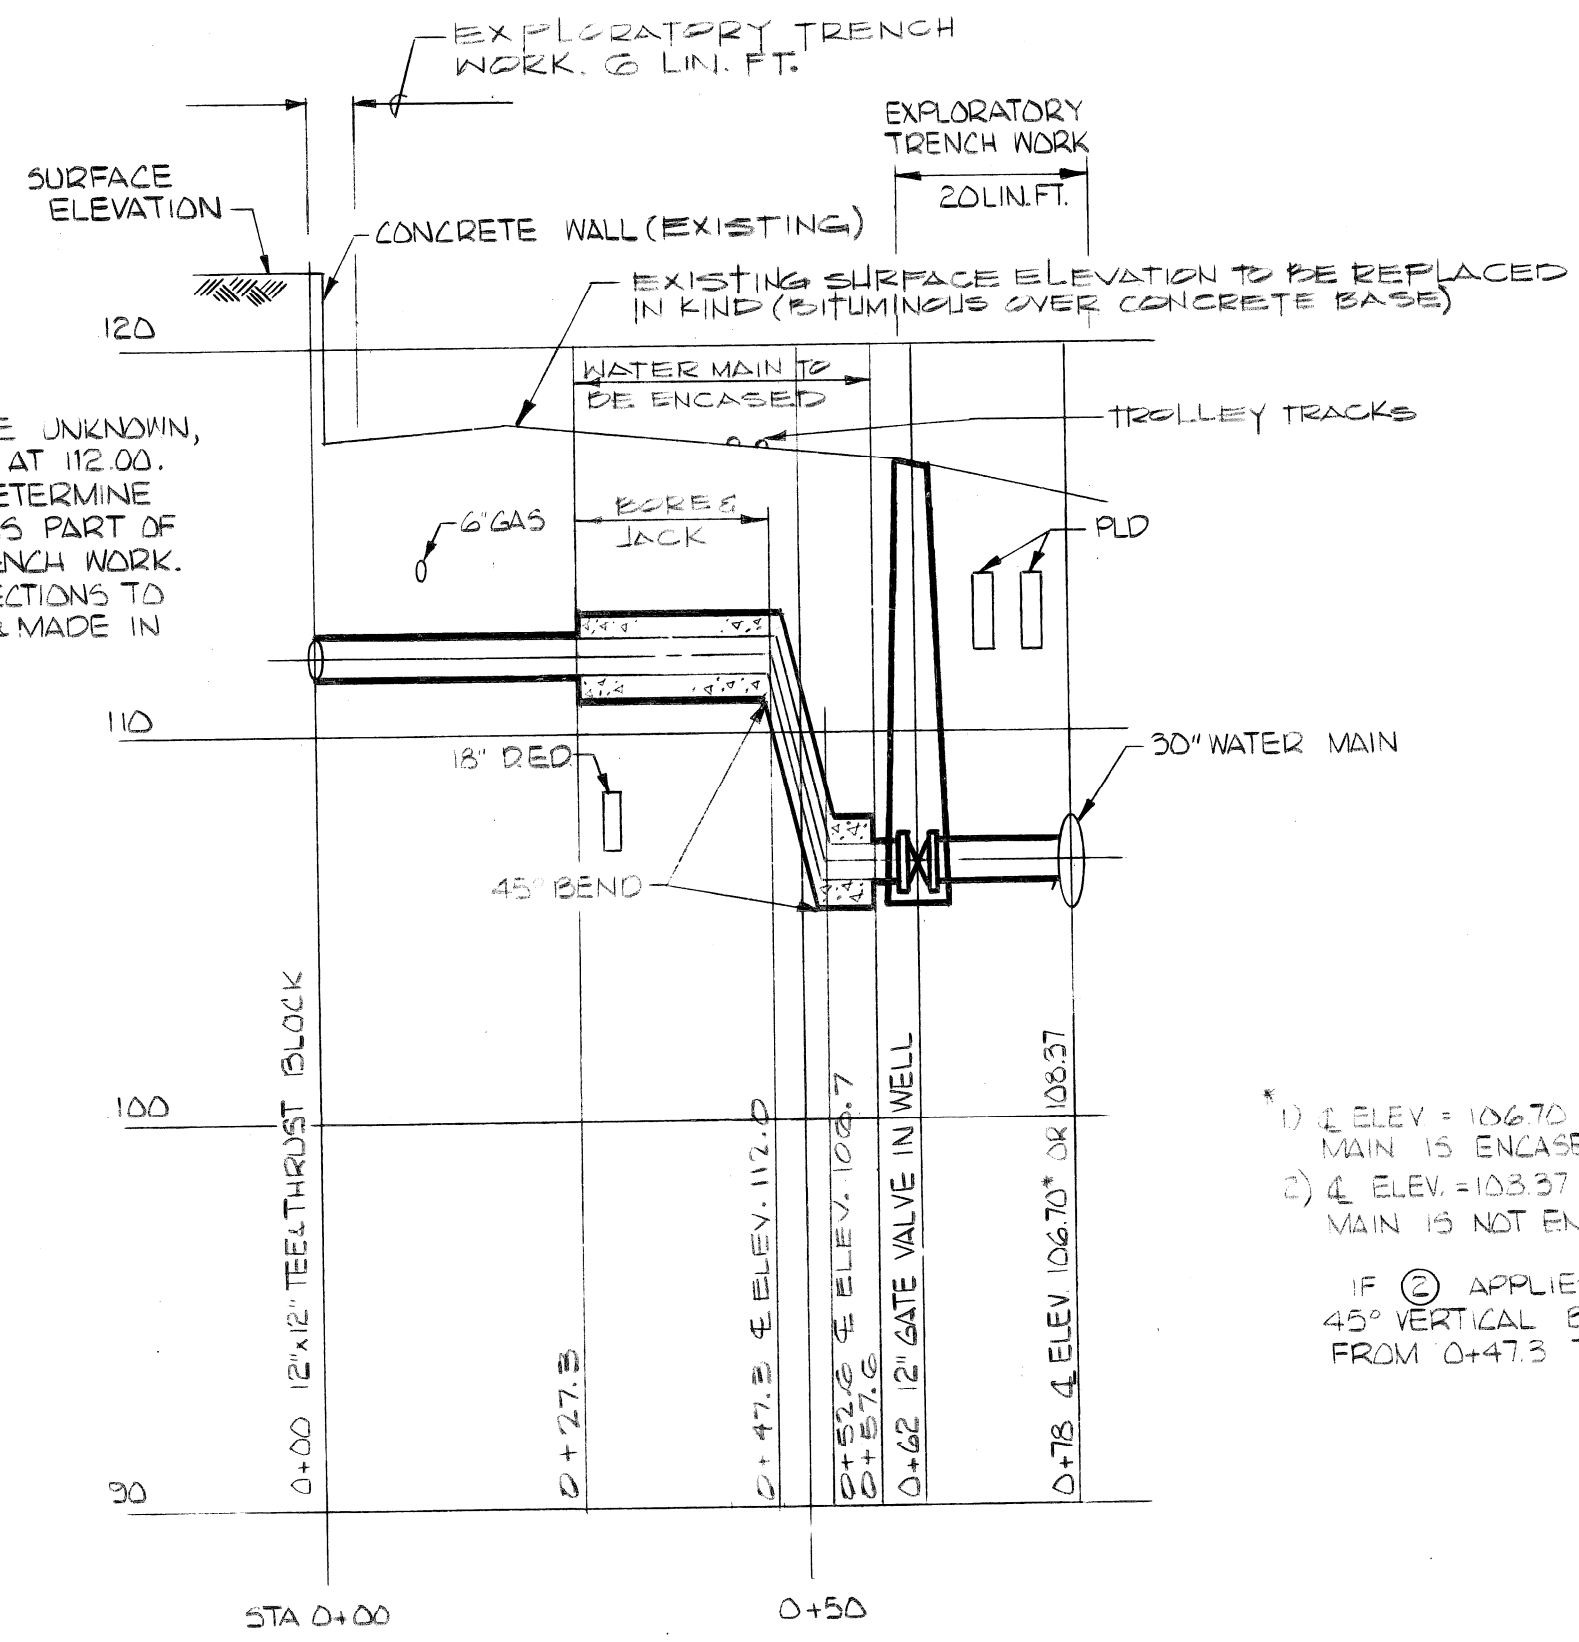 EXPLORATORY TRENCH
WORK. 6 LIN. FT.
EXPLORATORY
TRENCH WORK
20 LIN. FT.
SURFACE
ELEVATION
CONCRETE WALL (EXISTING)
EXISTING SURFACE ELEVATION TO BE REPLACED
IN KIND (BITUMINOUS OVER CONCRETE BASE)
120
WATER MAIN TO
BE ENCASED
TROLLEY TRACKS
E UNKNOWN,
AT 112.00.
ETERMINE
S PART OF
ENCH WORK.
ECTIONS TO
& MADE IN
6" GAS
BORE &
JACK
PLD
110
18" D.E.D.
30" WATER MAIN
45° BEND
100
90
0+00 12"x12" TEE & THRUST BLOCK
0+27.3
0+47.3 ℄ ELEV. 112.0
0+52.6 ℄ ELEV. 106.7
0+57.6
0+62 12" GATE VALVE IN WELL
0+78 ℄ ELEV. 106.70* OR 108.37
*
1) ℄ ELEV = 106.70
MAIN IS ENCASE
2) ℄ ELEV. = 108.37
MAIN IS NOT EN
IF 2 APPLIE
45° VERTICAL B
FROM 0+47.3 T
STA 0+00
0+50